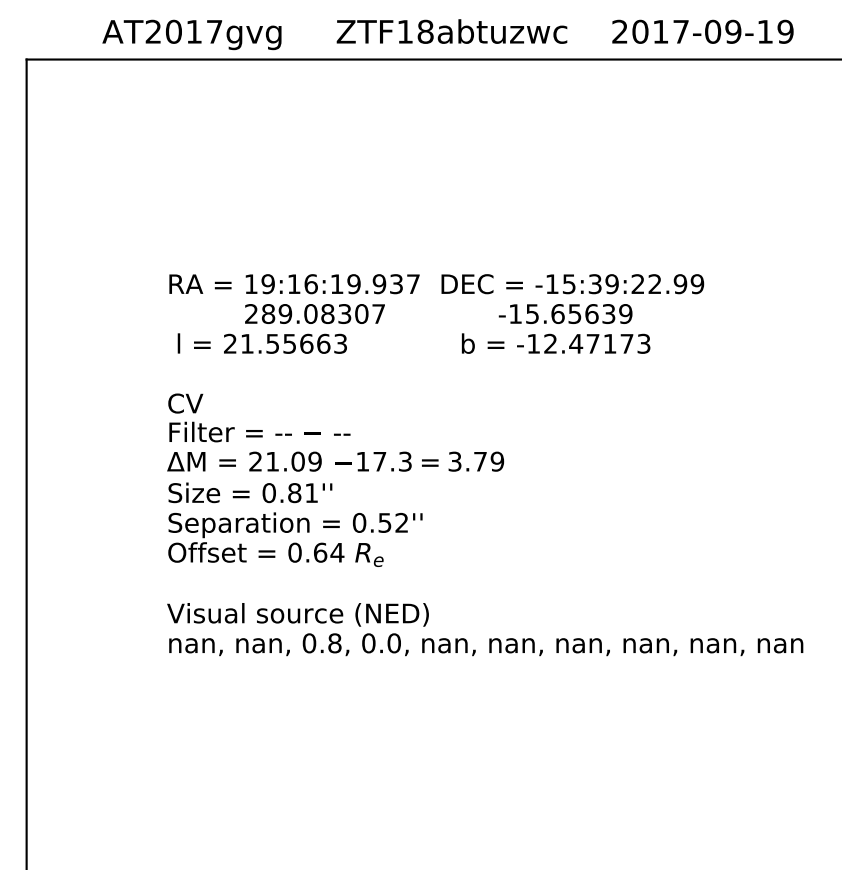 AT2017gvg ZTF18abtuzwc 2017-09-19
RA = 19:16:19.937 DEC = -15:39:22.99
289.08307 -15.65639
l = 21.55663 b = -12.47173
CV
Filter = -- − --
ΔM = 21.09 −17.3 = 3.79
Size = 0.81''
Separation = 0.52''
Offset = 0.64 Re
Visual source (NED)
nan, nan, 0.8, 0.0, nan, nan, nan, nan, nan, nan